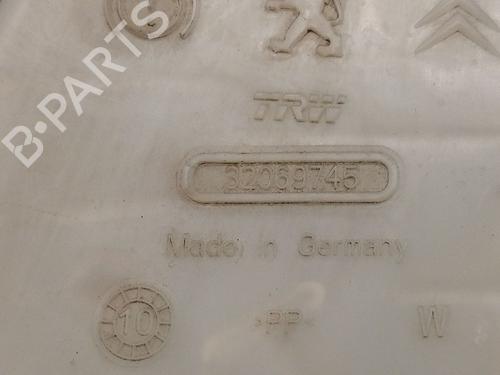 B-PARTS
TRW
32069745
Made in Germany
10
>PP<
W